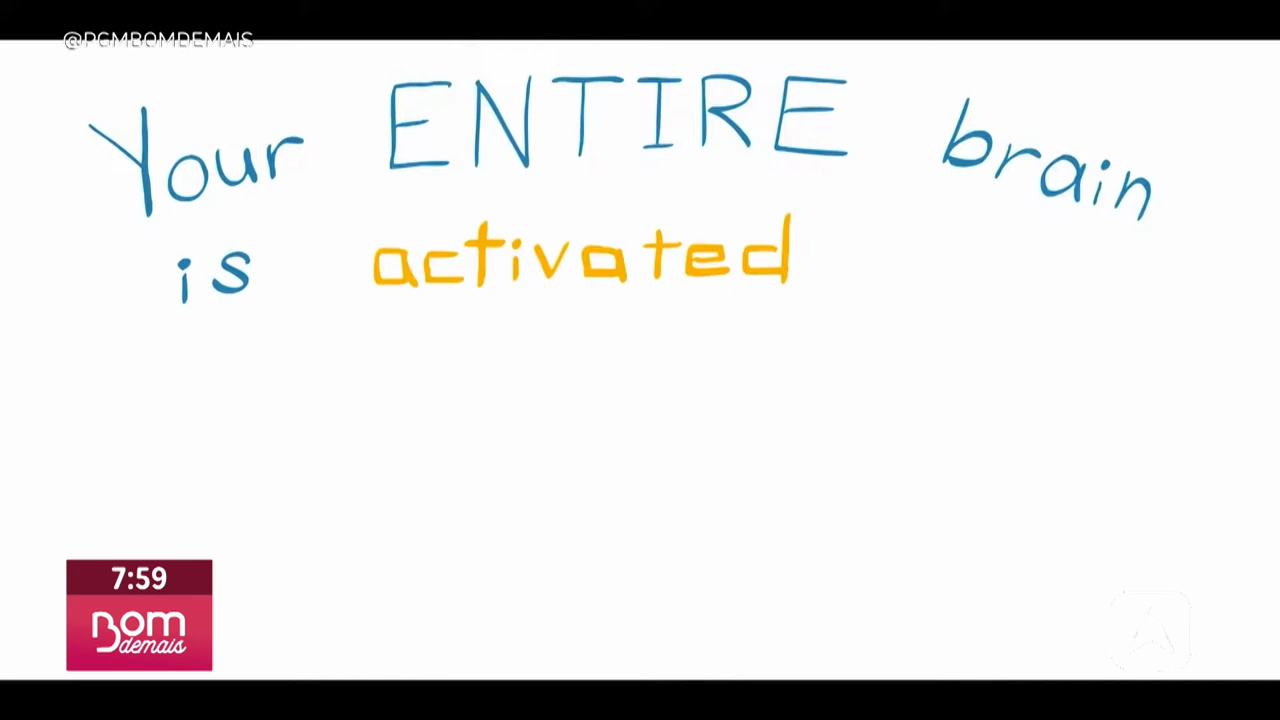 @PGMBOMDEMAIS
Your ENTIRE brain
is activated
7:59
Bom
demais